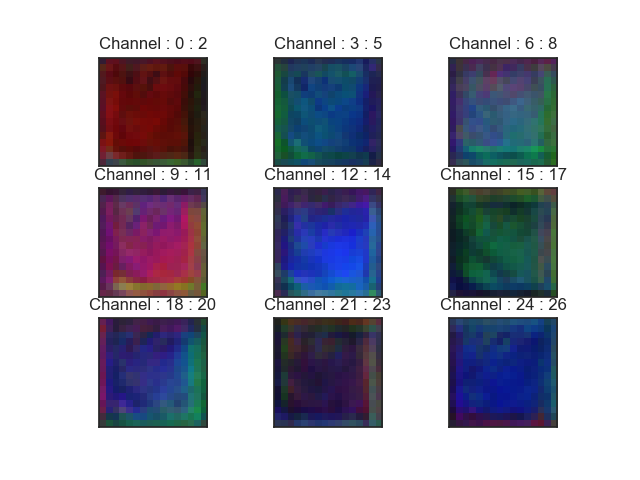 Channel : 0 : 2
Channel : 3 : 5
Channel : 6 : 8
Channel : 9 : 11
Channel : 12 : 14
Channel : 15 : 17
Channel : 18 : 20
Channel : 21 : 23
Channel : 24 : 26